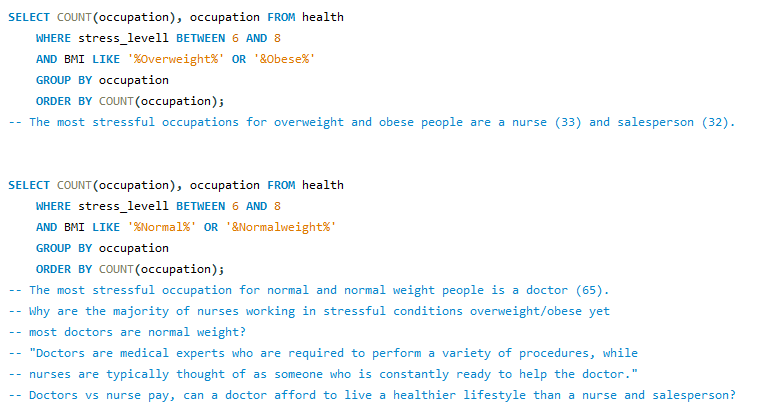 SELECT COUNT(occupation), occupation FROM health
WHERE stress_levell BETWEEN 6 AND 8
AND BMI LIKE '%Overweight%' OR '&Obese%'
GROUP BY occupation
ORDER BY COUNT(occupation);
-- The most stressful occupations for overweight and obese people are a nurse (33) and salesperson (32).
SELECT COUNT(occupation), occupation FROM health
WHERE stress_levell BETWEEN 6 AND 8
AND BMI LIKE '%Normal%' OR '&Normalweight%'
GROUP BY occupation
ORDER BY COUNT(occupation);
-- The most stressful occupation for normal and normal weight people is a doctor (65).
-- Why are the majority of nurses working in stressful conditions overweight/obese yet
-- most doctors are normal weight?
-- "Doctors are medical experts who are required to perform a variety of procedures, while
-- nurses are typically thought of as someone who is constantly ready to help the doctor."
-- Doctors vs nurse pay, can a doctor afford to live a healthier lifestyle than a nurse and salesperson?